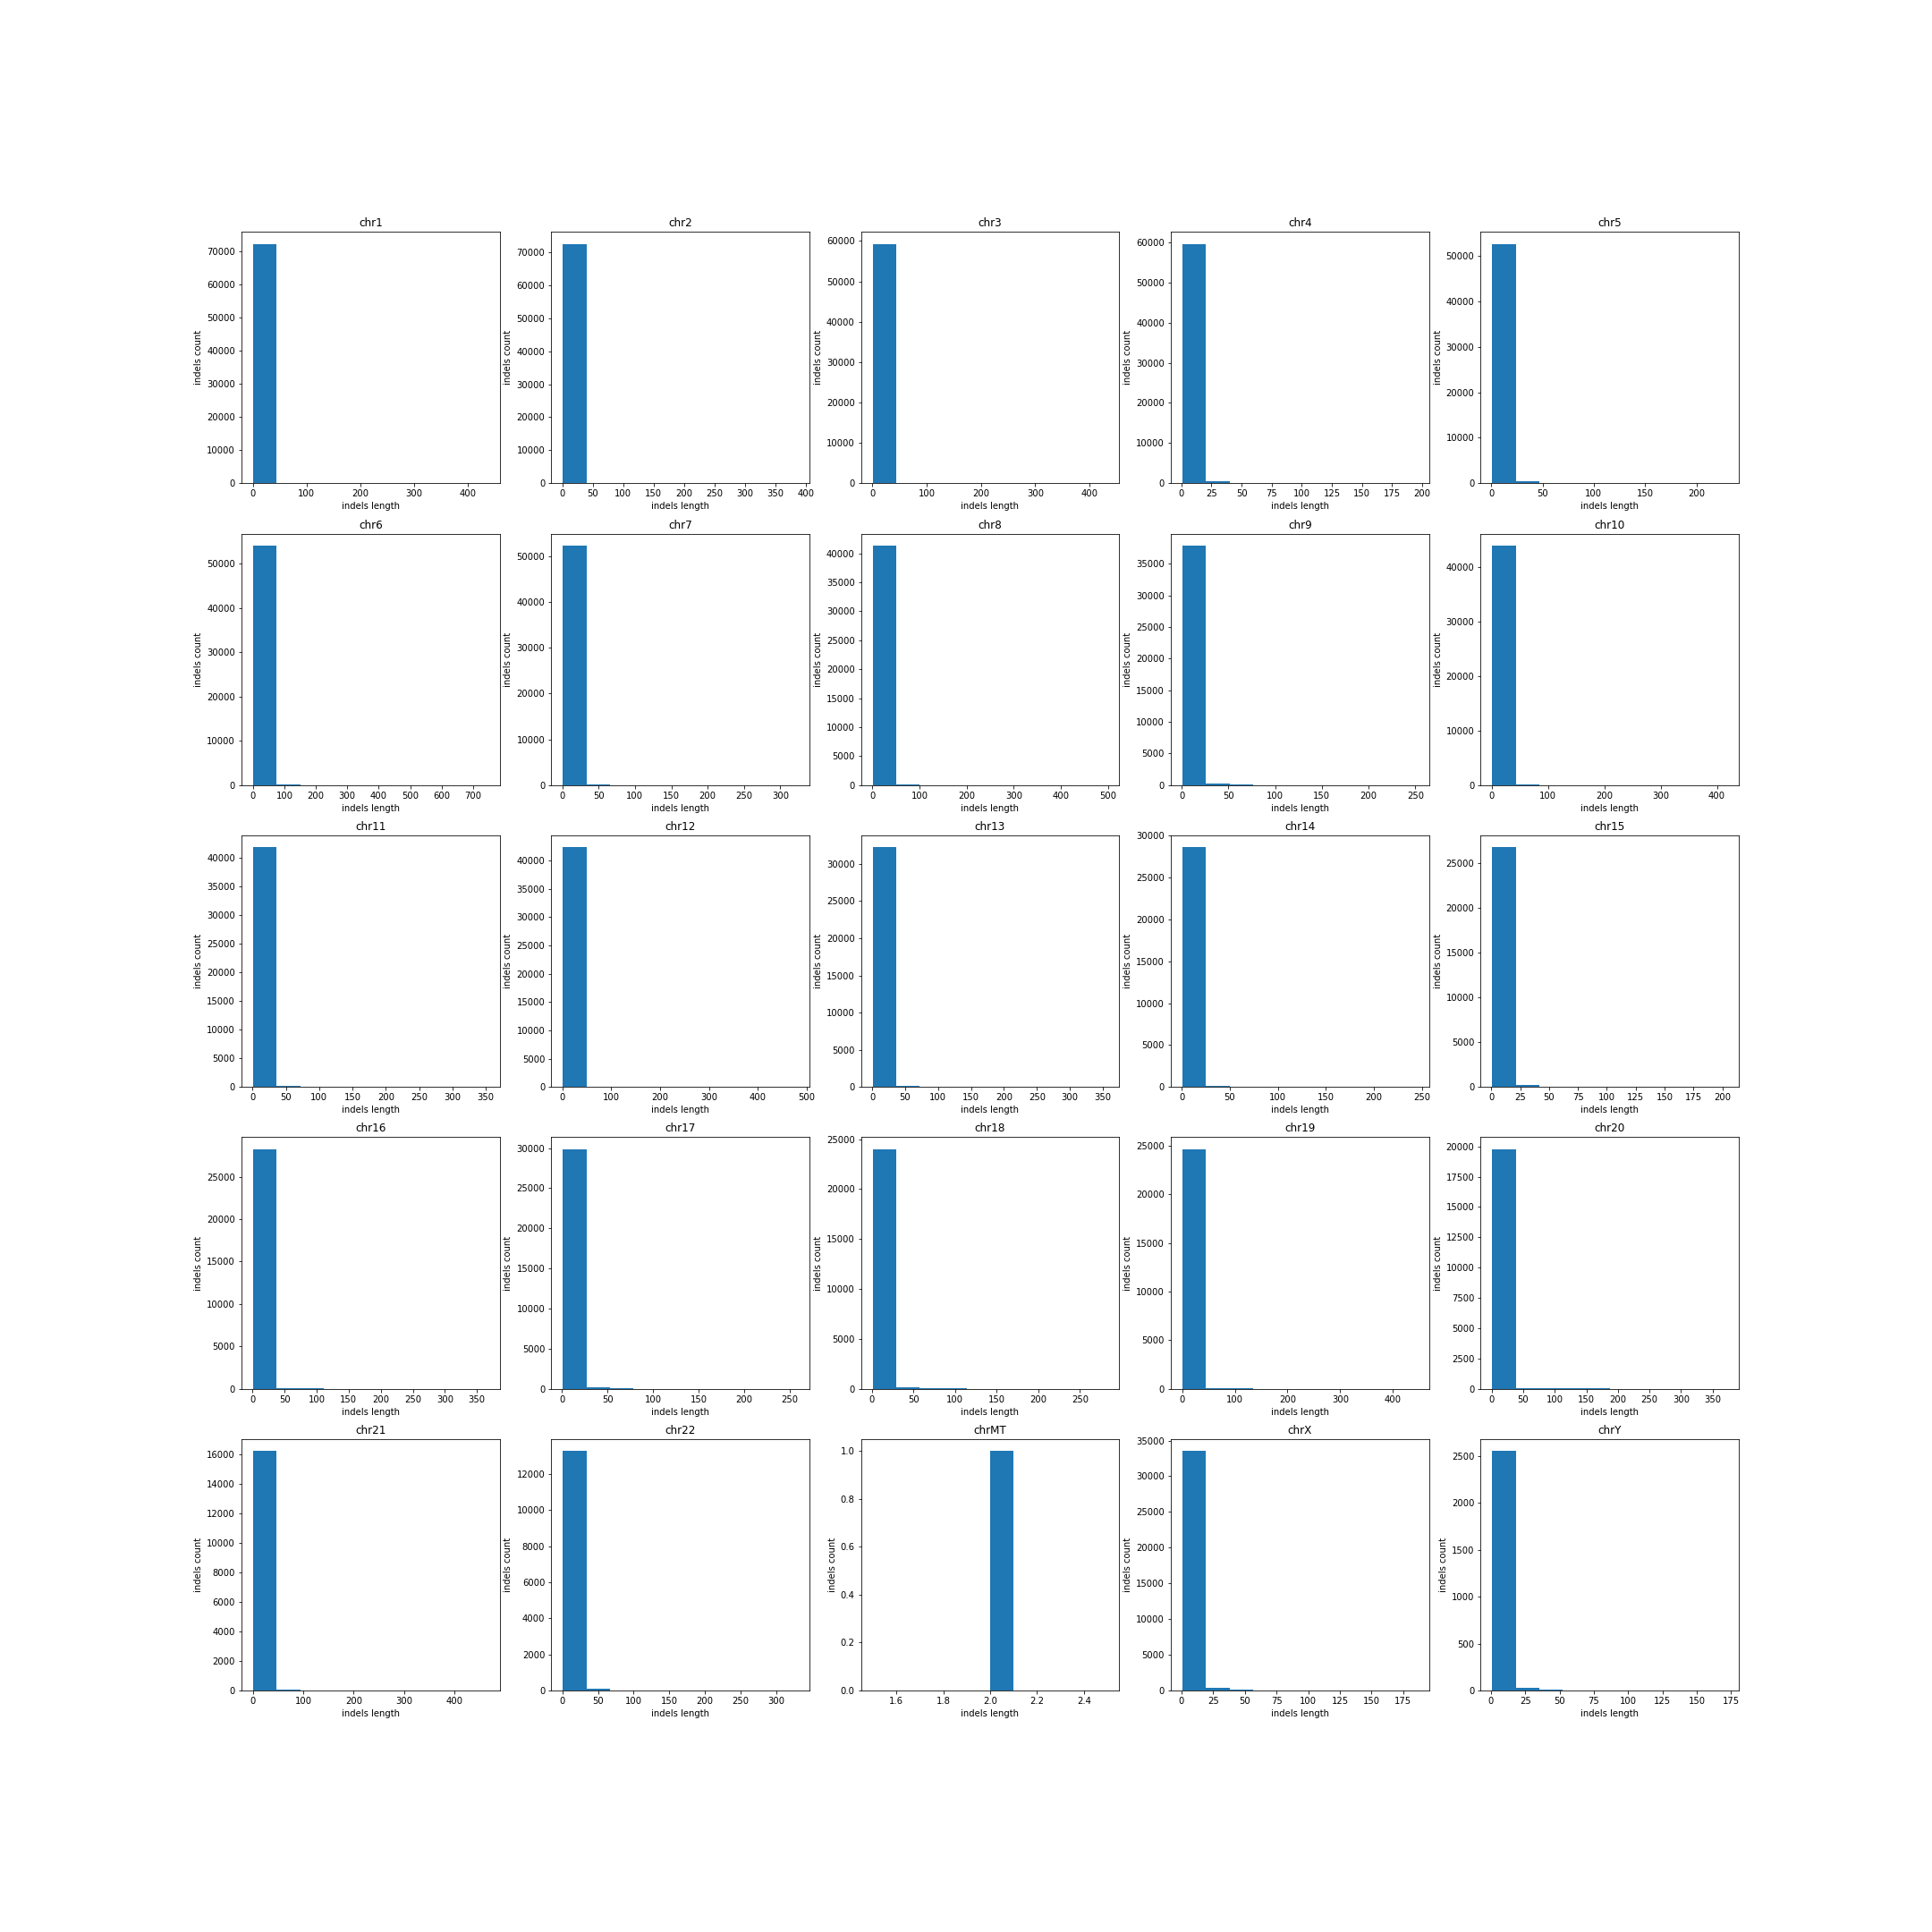 chr1 chr2 chr3 chr4 chr5
70000 60000 50000 40000 30000 20000 10000 0
indels count
0 100 200 300 400
indels length
70000 60000 50000 40000 30000 20000 10000 0
indels count
0 50 100 150 200 250 300 350 400
indels length
60000 50000 40000 30000 20000 10000 0
indels count
0 100 200 300 400
indels length
60000 50000 40000 30000 20000 10000 0
indels count
0 25 50 75 100 125 150 175 200
indels length
50000 40000 30000 20000 10000 0
indels count
0 50 100 150 200
indels length
chr6 chr7 chr8 chr9 chr10
50000 40000 30000 20000 10000 0
indels count
0 100 200 300 400 500 600 700
indels length
50000 40000 30000 20000 10000 0
indels count
0 50 100 150 200 250 300
indels length
40000 35000 30000 25000 20000 15000 10000 5000 0
indels count
0 100 200 300 400 500
indels length
35000 30000 25000 20000 15000 10000 5000 0
indels count
0 50 100 150 200 250
indels length
40000 30000 20000 10000 0
indels count
0 100 200 300 400
indels length
chr11 chr12 chr13 chr14 chr15
40000 35000 30000 25000 20000 15000 10000 5000 0
indels count
0 50 100 150 200 250 300 350
indels length
40000 35000 30000 25000 20000 15000 10000 5000 0
indels count
0 100 200 300 400 500
indels length
30000 25000 20000 15000 10000 5000 0
indels count
0 50 100 150 200 250 300 350
indels length
30000 25000 20000 15000 10000 5000 0
indels count
0 50 100 150 200 250
indels length
25000 20000 15000 10000 5000 0
indels count
0 25 50 75 100 125 150 175 200
indels length
chr16 chr17 chr18 chr19 chr20
25000 20000 15000 10000 5000 0
indels count
0 50 100 150 200 250 300 350
indels length
30000 25000 20000 15000 10000 5000 0
indels count
0 50 100 150 200 250
indels length
25000 20000 15000 10000 5000 0
indels count
0 50 100 150 200 250
indels length
25000 20000 15000 10000 5000 0
indels count
0 100 200 300 400
indels length
20000 17500 15000 12500 10000 7500 5000 2500 0
indels count
0 50 100 150 200 250 300 350
indels length
chr21 chr22 chrMT chrX chrY
16000 14000 12000 10000 8000 6000 4000 2000 0
indels count
0 100 200 300 400
indels length
12000 10000 8000 6000 4000 2000 0
indels count
0 50 100 150 200 250 300
indels length
1.0 0.8 0.6 0.4 0.2 0.0
indels count
1.6 1.8 2.0 2.2 2.4
indels length
35000 30000 25000 20000 15000 10000 5000 0
indels count
0 25 50 75 100 125 150 175
indels length
2500 2000 1500 1000 500 0
indels count
0 25 50 75 100 125 150 175
indels length